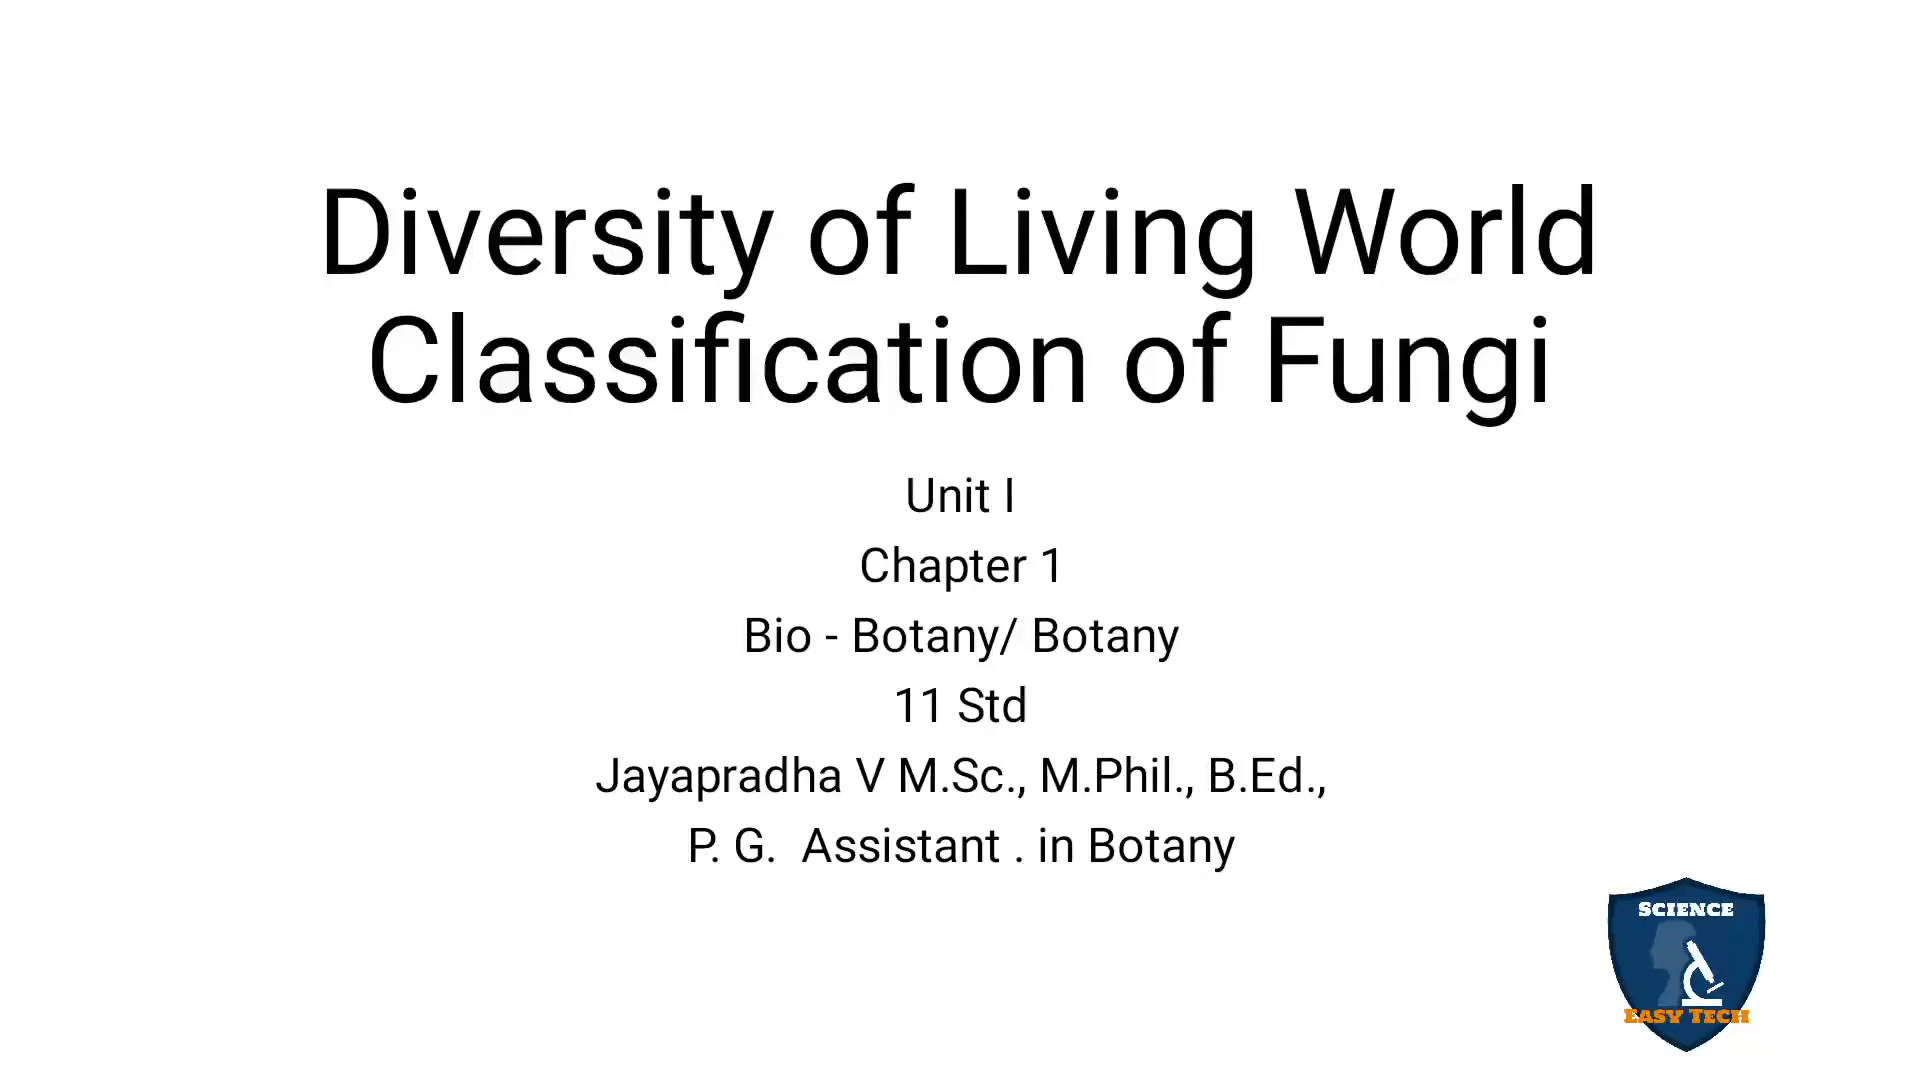 Diversity of Living World
Classification of Fungi
Unit I
Chapter 1
Bio - Botany/ Botany
11 Std
Jayapradha V M.Sc., M.Phil., B.Ed.,
P. G.  Assistant . in Botany
SCIENCE
EASY TECH